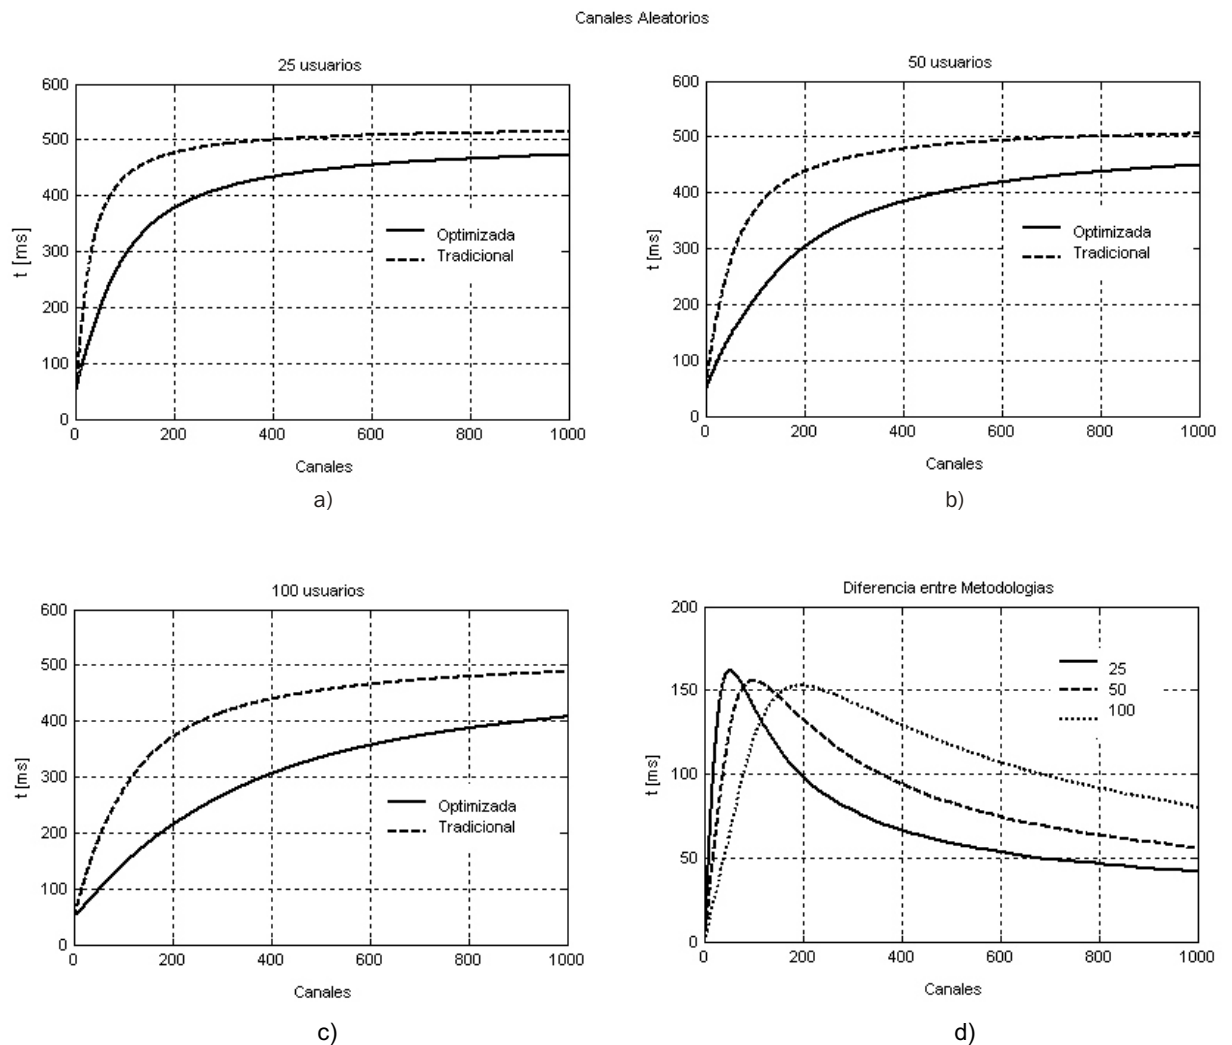 Canales Aleatorios
25 usuarios
600
500
400
300
200
100
0
t [ms]
Optimizada
Tradicional
0 200 400 600 800 1000
Canales
a)
50 usuarios
600
500
400
300
200
100
0
t [ms]
Optimizada
Tradicional
0 200 400 600 800 1000
Canales
b)
100 usuarios
600
500
400
300
200
100
0
t [ms]
Optimizada
Tradicional
0 200 400 600 800 1000
Canales
c)
Diferencia entre Metodologias
200
150
100
50
0
t [ms]
25
50
100
0 200 400 600 800 1000
Canales
d)